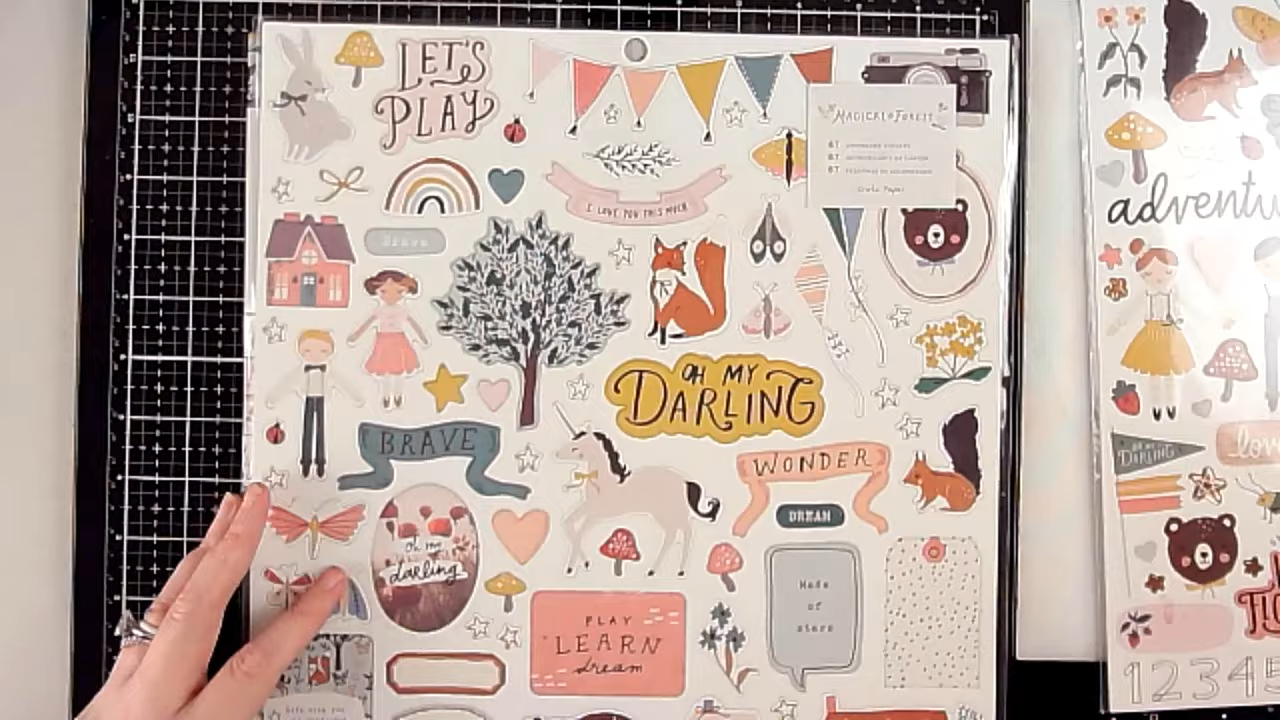 LET'S
PLAY
MAGICAL FOREST
Crate Paper
I LOVE YOU THIS MUCH
Brave
adventu
OH MY
DARLING
BRAVE
WONDER
DREAM
OH MY
DARLING
lov
oh my
darling
PLAY
LEARN
dream
Made
of
stars
12345